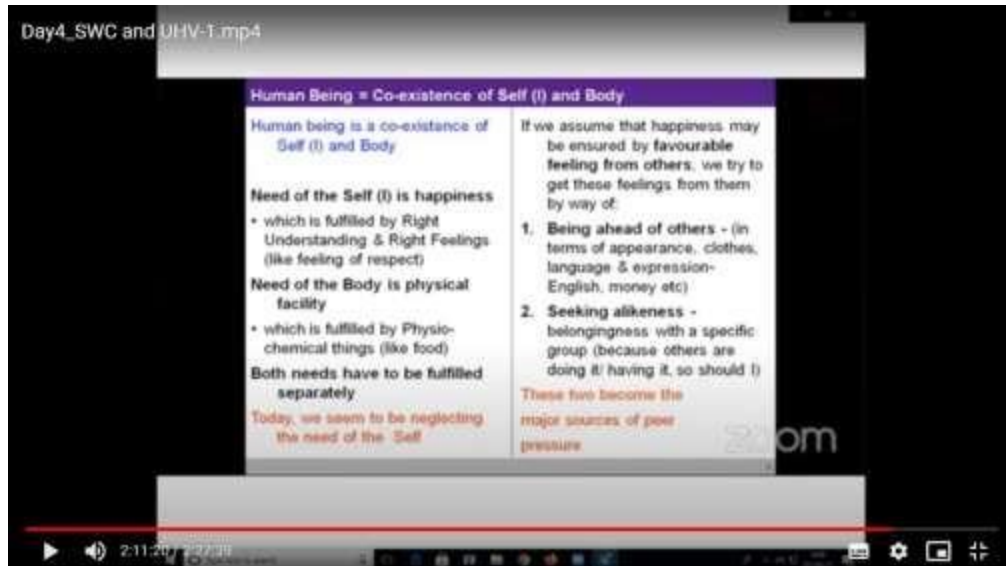 Day4_SWC and UHV-1.mp4
Human Being = Co-existence of Self (I) and Body
Human being is a co-existence of
Self (I) and Body
Need of the Self (I) is happiness
• which is fulfilled by Right
Understanding & Right Feelings
(like feeling of respect)
Need of the Body is physical
facility
• which is fulfilled by Physio-
chemical things (like food)
Both needs have to be fulfilled
separately
Today, we seem to be neglecting
the need of the Self
If we assume that happiness may
be ensured by favourable
feeling from others, we try to
get these feelings from them
by way of:
1. Being ahead of others - (in
terms of appearance, clothes,
language & expression-
English, money etc)
2. Seeking alikeness -
belongingness with a specific
group (because others are
doing it/ having it, so should I)
These two become the
major sources of peer
pressure
zoom
2:11:20 / 2:27:39